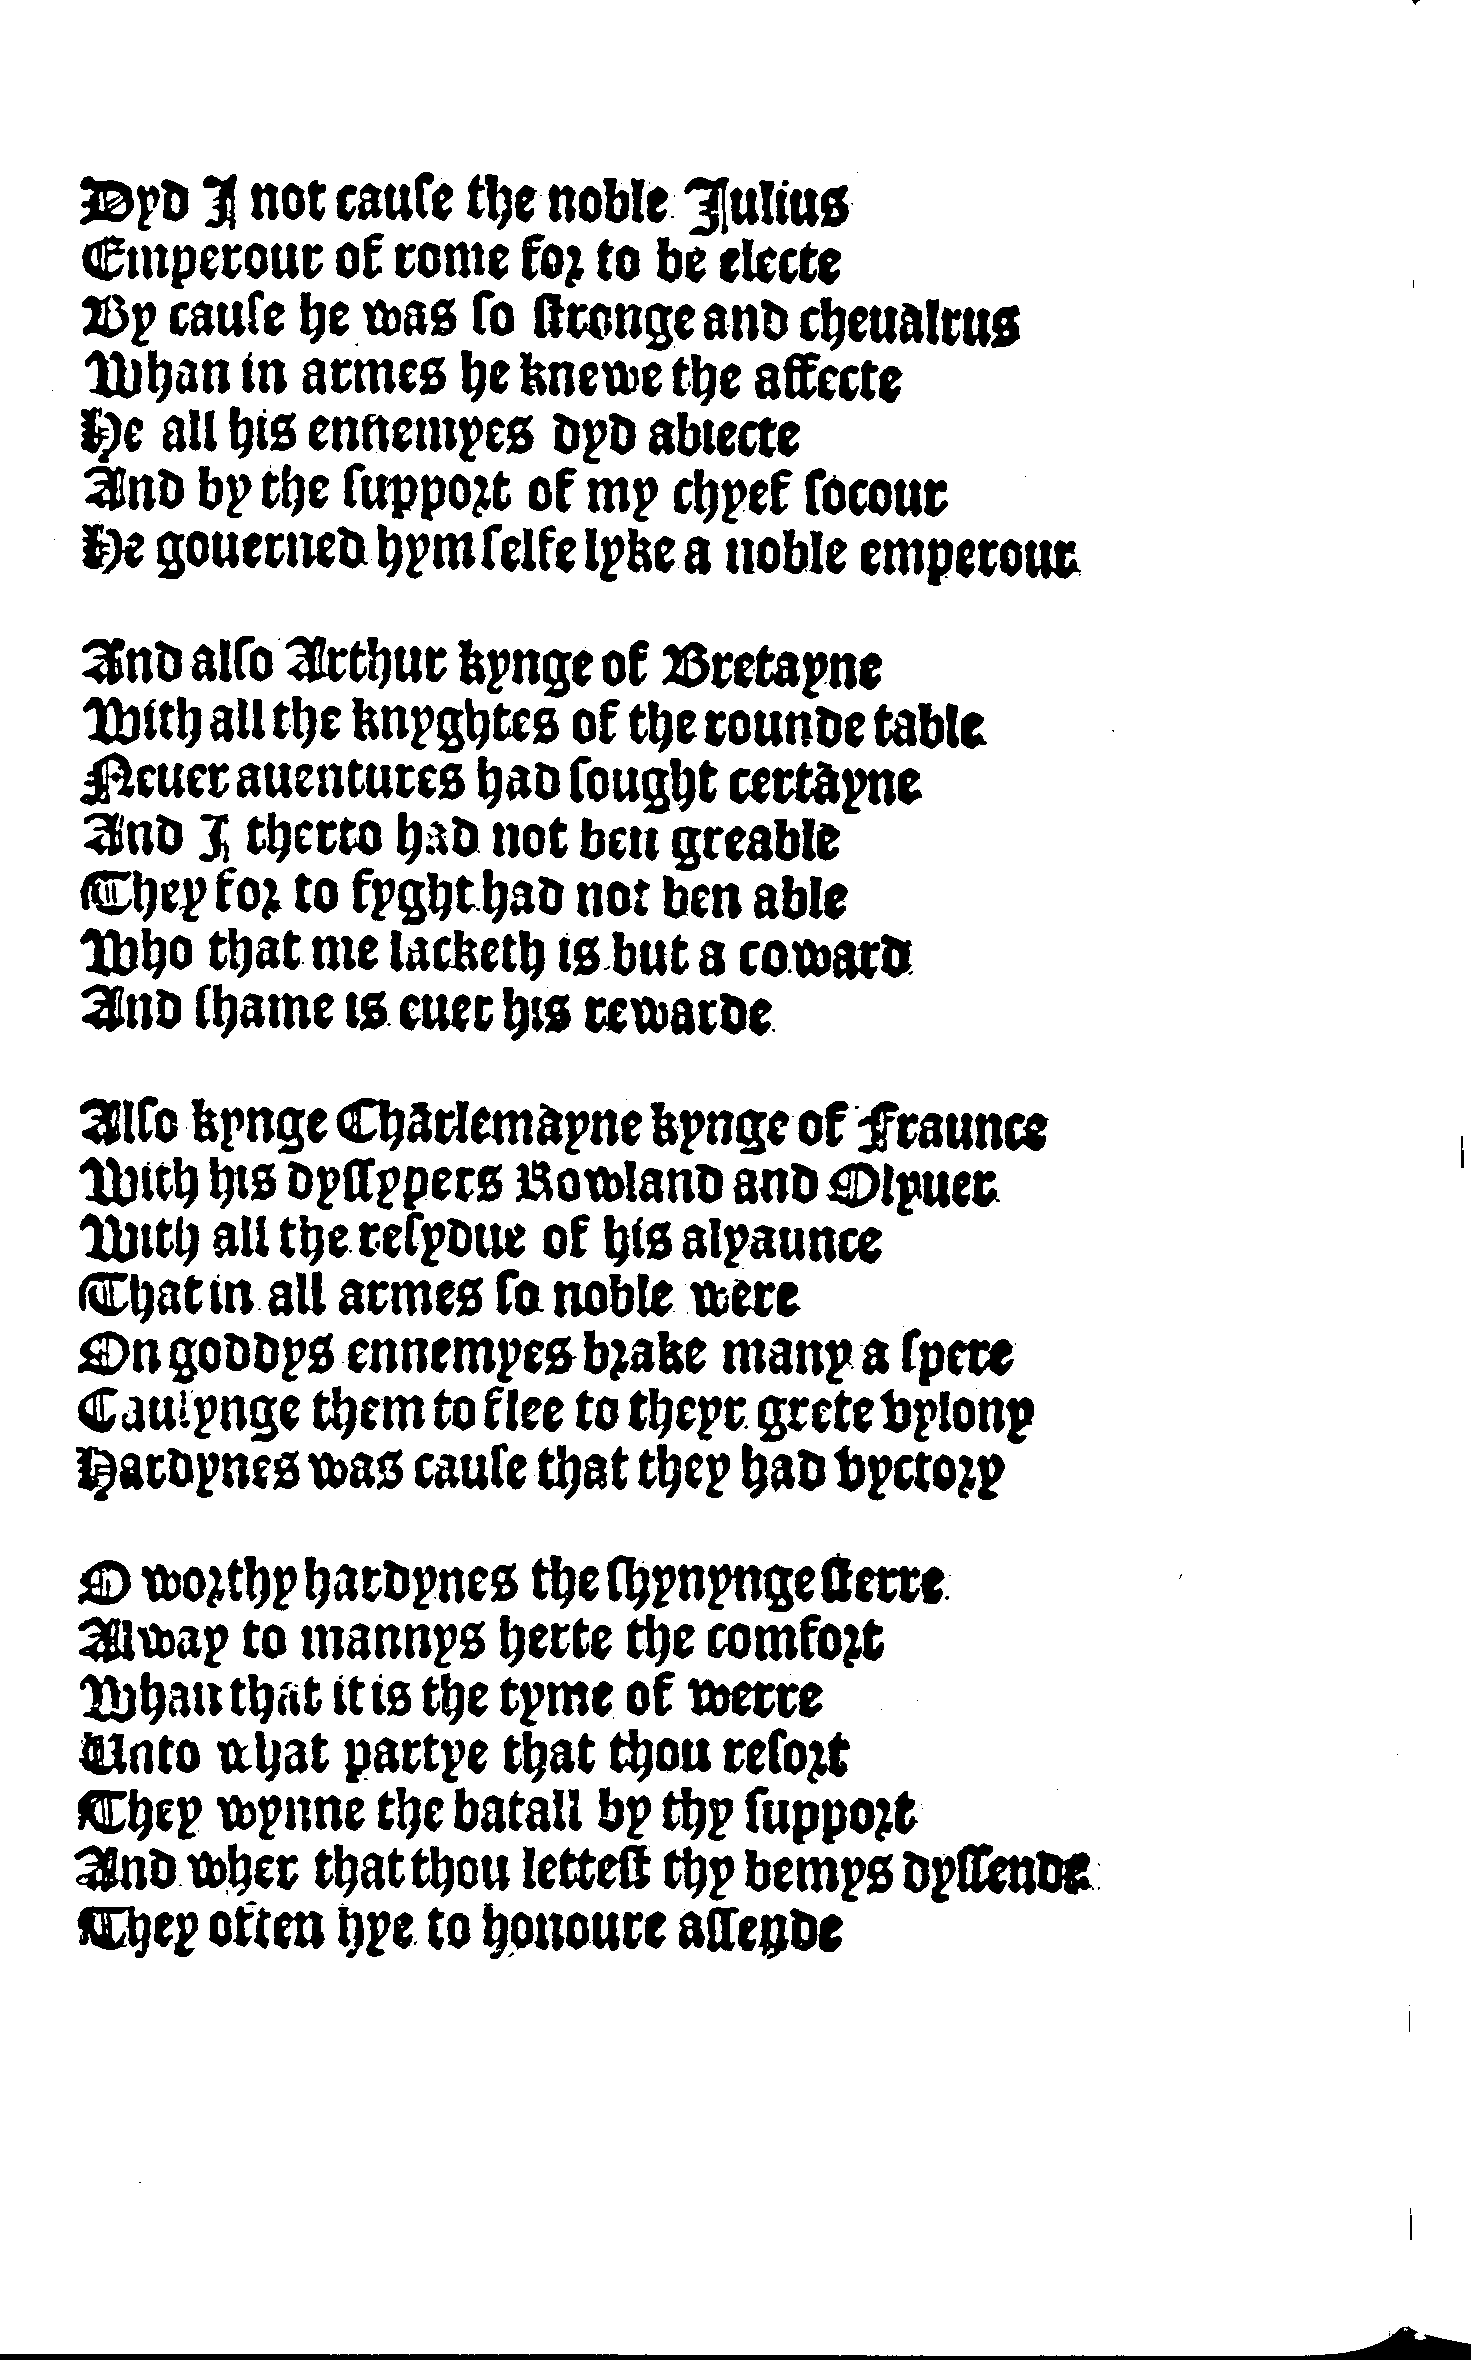 Dyd I not cauſe the noble Julius
Emperour of rome for to be electe
By cauſe he was ſo ſtronge and cheualrus
Whan in armes he knewe the affecte
He all his ennemyes dyd abiecte
And by the ſupport of my chyef ſocour
He gouerned hym ſelfe lyke a noble emperour

And alſo Arthur kynge of Bretayne
With all the knyghtes of the rounde table
Neuer auentures had ſought certayne
And I therto had not ben greable
They for to fyght had not ben able
Who that me lacketh is but a coward
And ſhame is euer his rewarde

Alſo kynge Charlemayne kynge of Fraunce
With his dyſſypers Rowland and Olyuer
With all the reſydue of his alyaunce
That in all armes ſo noble were
On goddys ennemyes brake many a ſpere
Cauſynge them to flee to theyr grete vylony
Hardynes was cauſe that they had vyctory

O worthy hardynes the ſhynynge ſterre
Alway to mannys herte the comfort
Whan that it is the tyme of werre
Unto what partye that thou reſort
They wynne the batall by thy ſupport
And wher that thou letteſt thy bemys dyſſende
They often hye to honoure aſſende